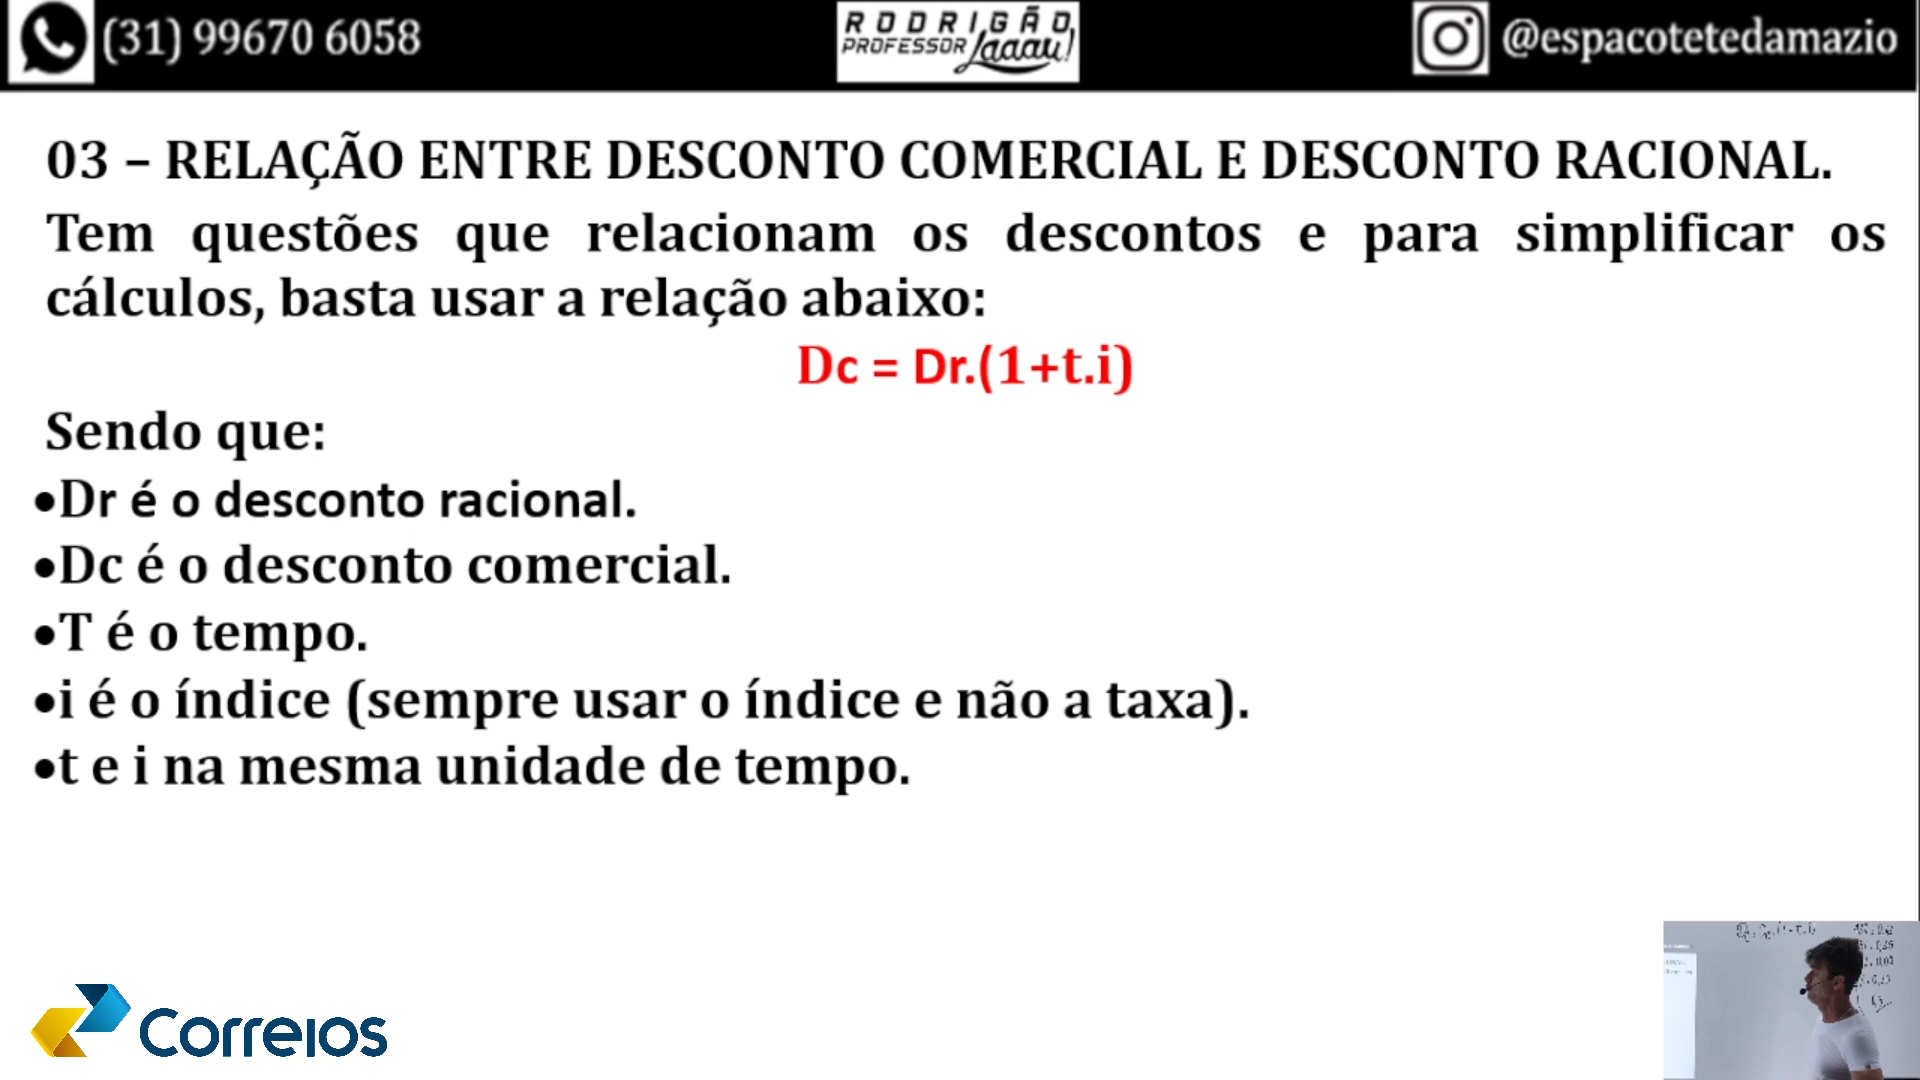 (31) 99670 6058
RODRIGÃO
PROFESSOR Laaau!
@espacotetedamazio
03 – RELAÇÃO ENTRE DESCONTO COMERCIAL E DESCONTO RACIONAL.
Tem questões que relacionam os descontos e para simplificar os
cálculos, basta usar a relação abaixo:
Dc = Dr.(1+t.i)
Sendo que:
•Dr é o desconto racional.
•Dc é o desconto comercial.
•T é o tempo.
•i é o índice (sempre usar o índice e não a taxa).
•t e i na mesma unidade de tempo.
Correios